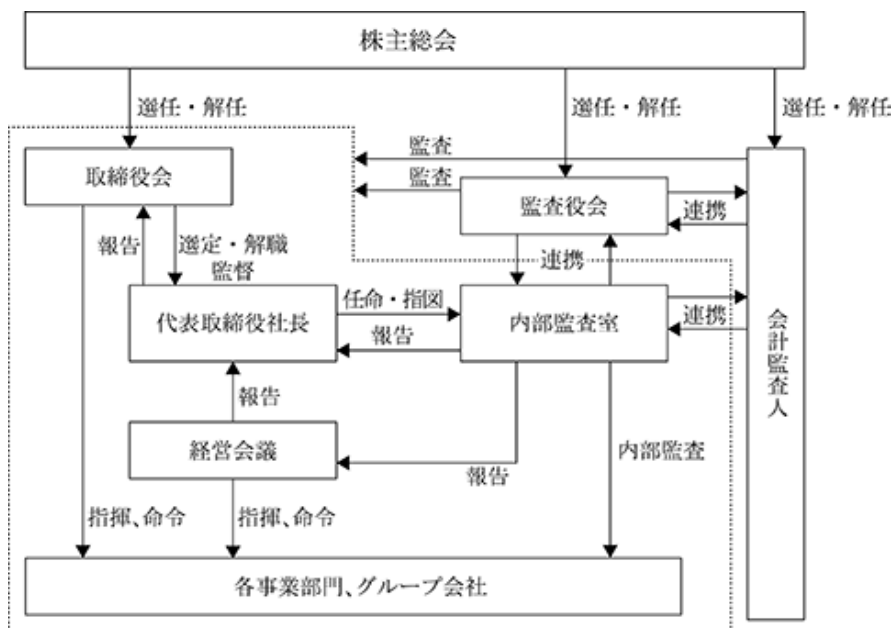 株主総会
選任・解任
選任・解任
選任・解任
監査
取締役会
監査
監査役会
連携
報告
選定・解職
監督
連携
代表取締役社長
任命・指図
報告
内部監査室
連携
会計監査人
報告
経営会議
報告
内部監査
指揮、命令
指揮、命令
各事業部門、グループ会社